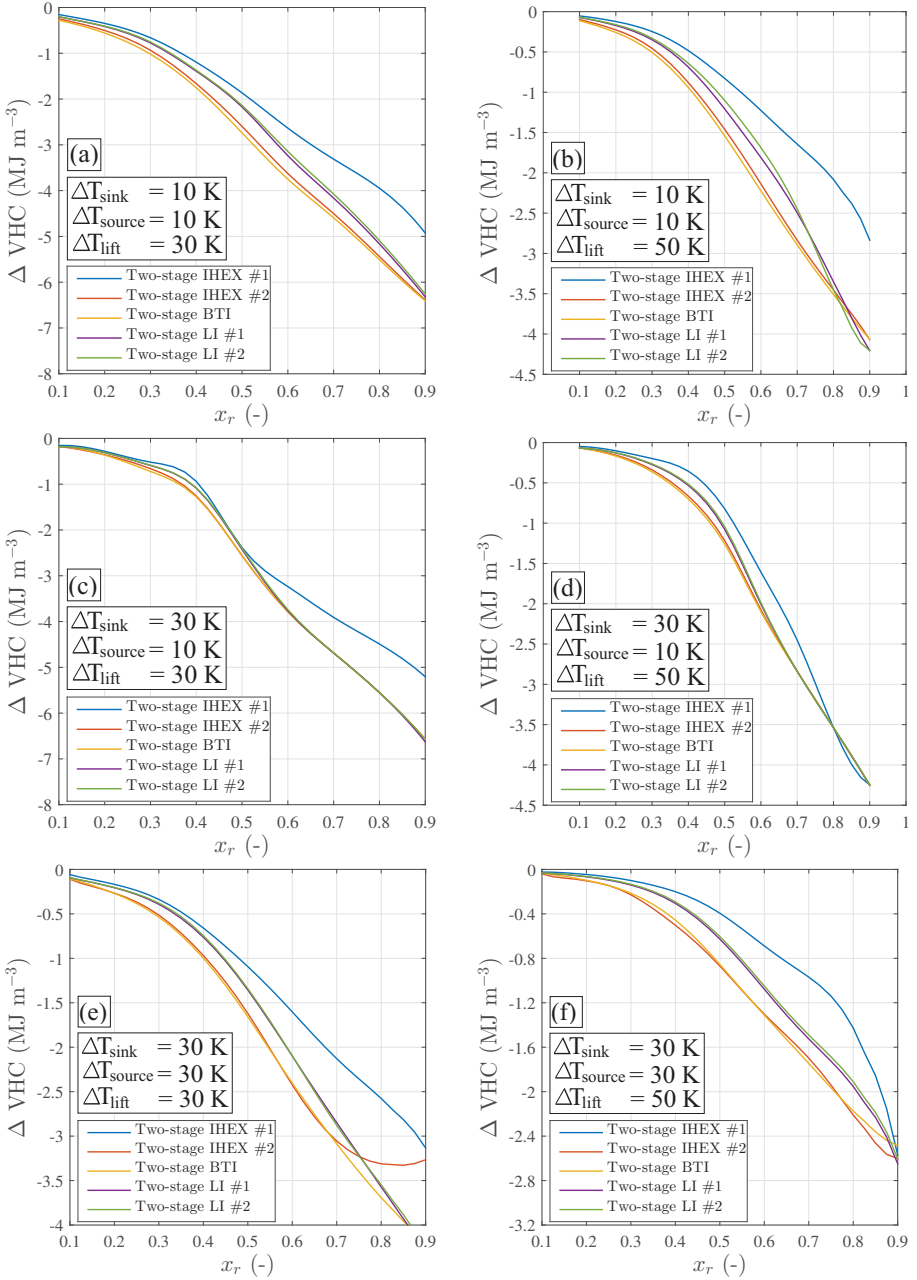 0
-1
-2
-3
-4
-5
-6
-7
-8
Δ VHC (MJ m⁻³)
(a)
ΔT_sink = 10 K
ΔT_source = 10 K
ΔT_lift = 30 K
Two-stage IHEX #1
Two-stage IHEX #2
Two-stage BTI
Two-stage LI #1
Two-stage LI #2
0.1 0.2 0.3 0.4 0.5 0.6 0.7 0.8 0.9
x_r (-)
0
-0.5
-1
-1.5
-2
-2.5
-3
-3.5
-4
-4.5
Δ VHC (MJ m⁻³)
(b)
ΔT_sink = 10 K
ΔT_source = 10 K
ΔT_lift = 50 K
Two-stage IHEX #1
Two-stage IHEX #2
Two-stage BTI
Two-stage LI #1
Two-stage LI #2
0 0.1 0.2 0.3 0.4 0.5 0.6 0.7 0.8 0.9 1
x_r (-)
0
-1
-2
-3
-4
-5
-6
-7
-8
Δ VHC (MJ m⁻³)
(c)
ΔT_sink = 30 K
ΔT_source = 10 K
ΔT_lift = 30 K
Two-stage IHEX #1
Two-stage IHEX #2
Two-stage BTI
Two-stage LI #1
Two-stage LI #2
0.1 0.2 0.3 0.4 0.5 0.6 0.7 0.8 0.9
x_r (-)
0
-0.5
-1
-1.5
-2
-2.5
-3
-3.5
-4
-4.5
Δ VHC (MJ m⁻³)
(d)
ΔT_sink = 30 K
ΔT_source = 10 K
ΔT_lift = 50 K
Two-stage IHEX #1
Two-stage IHEX #2
Two-stage BTI
Two-stage LI #1
Two-stage LI #2
0 0.1 0.2 0.3 0.4 0.5 0.6 0.7 0.8 0.9 1
x_r (-)
0
-0.5
-1
-1.5
-2
-2.5
-3
-3.5
-4
Δ VHC (MJ m⁻³)
(e)
ΔT_sink = 30 K
ΔT_source = 30 K
ΔT_lift = 30 K
Two-stage IHEX #1
Two-stage IHEX #2
Two-stage BTI
Two-stage LI #1
Two-stage LI #2
0.1 0.2 0.3 0.4 0.5 0.6 0.7 0.8 0.9
x_r (-)
0
-0.4
-0.8
-1.2
-1.6
-2
-2.4
-2.8
-3.2
Δ VHC (MJ m⁻³)
(f)
ΔT_sink = 30 K
ΔT_source = 30 K
ΔT_lift = 50 K
Two-stage IHEX #1
Two-stage IHEX #2
Two-stage BTI
Two-stage LI #1
Two-stage LI #2
0.1 0.2 0.3 0.4 0.5 0.6 0.7 0.8 0.9
x_r (-)